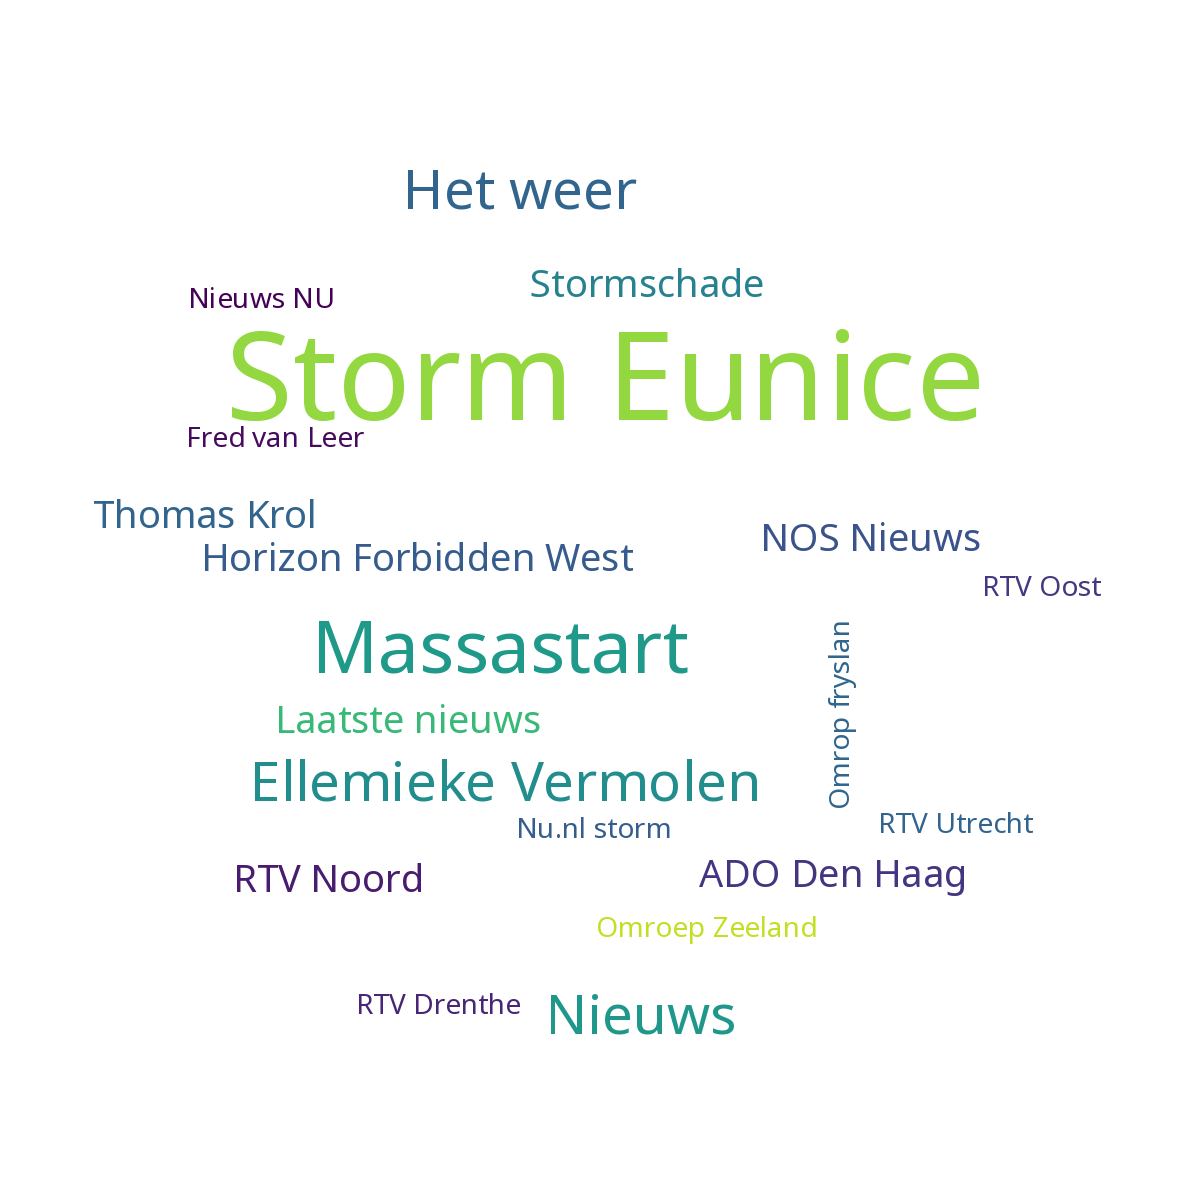 Het weer
Stormschade
Nieuws NU
Storm Eunice
Fred van Leer
Thomas Krol
NOS Nieuws
Horizon Forbidden West
RTV Oost
Massastart
Omrop fryslan
Laatste nieuws
Ellemieke Vermolen
RTV Utrecht
Nu.nl storm
ADO Den Haag
RTV Noord
Omroep Zeeland
RTV Drenthe
Nieuws